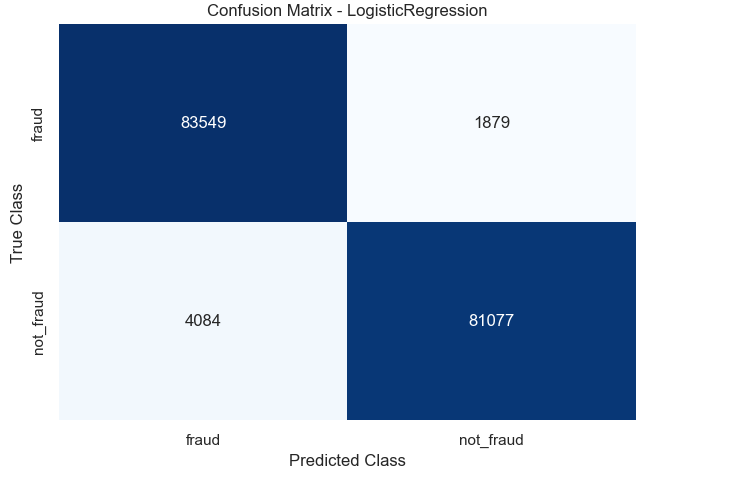 Confusion Matrix - LogisticRegression
fraud
83549
1879
True Class
not_fraud
4084
81077
fraud
not_fraud
Predicted Class